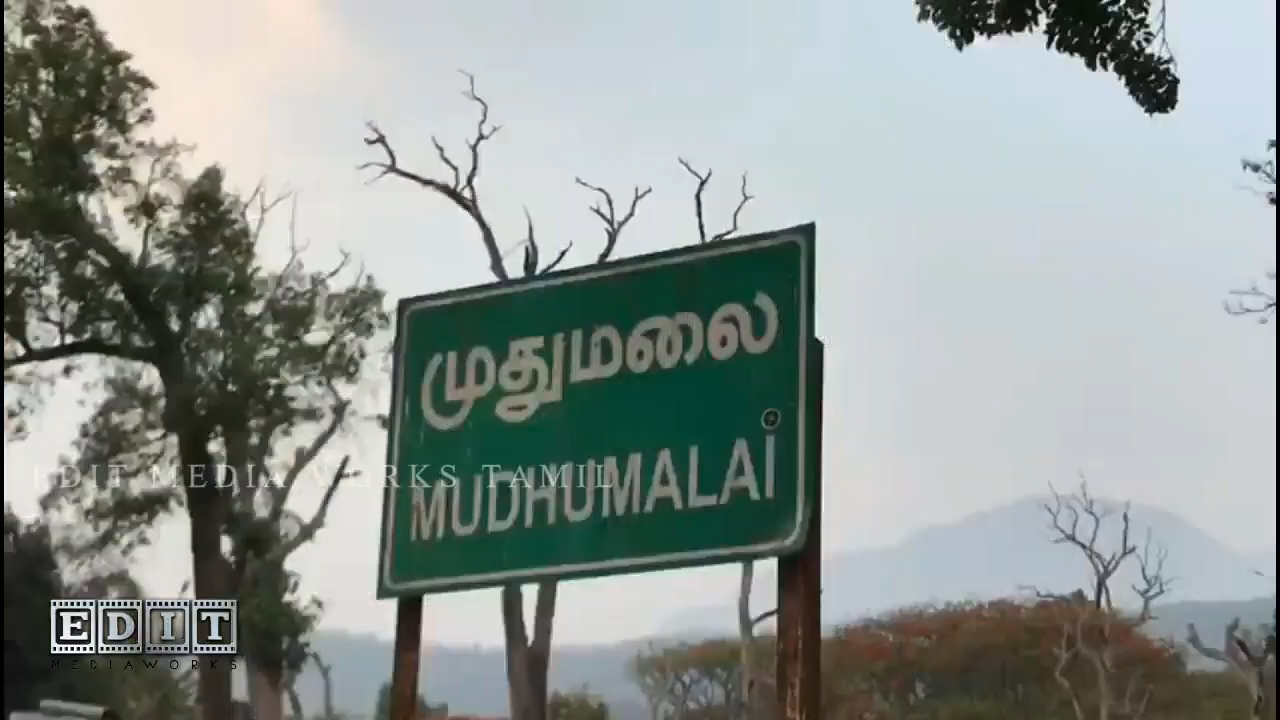 முதுமலை
MUDHUMALAI
EDIT MEDIA WORKS TAMIL
EDIT
MEDIAWORKS